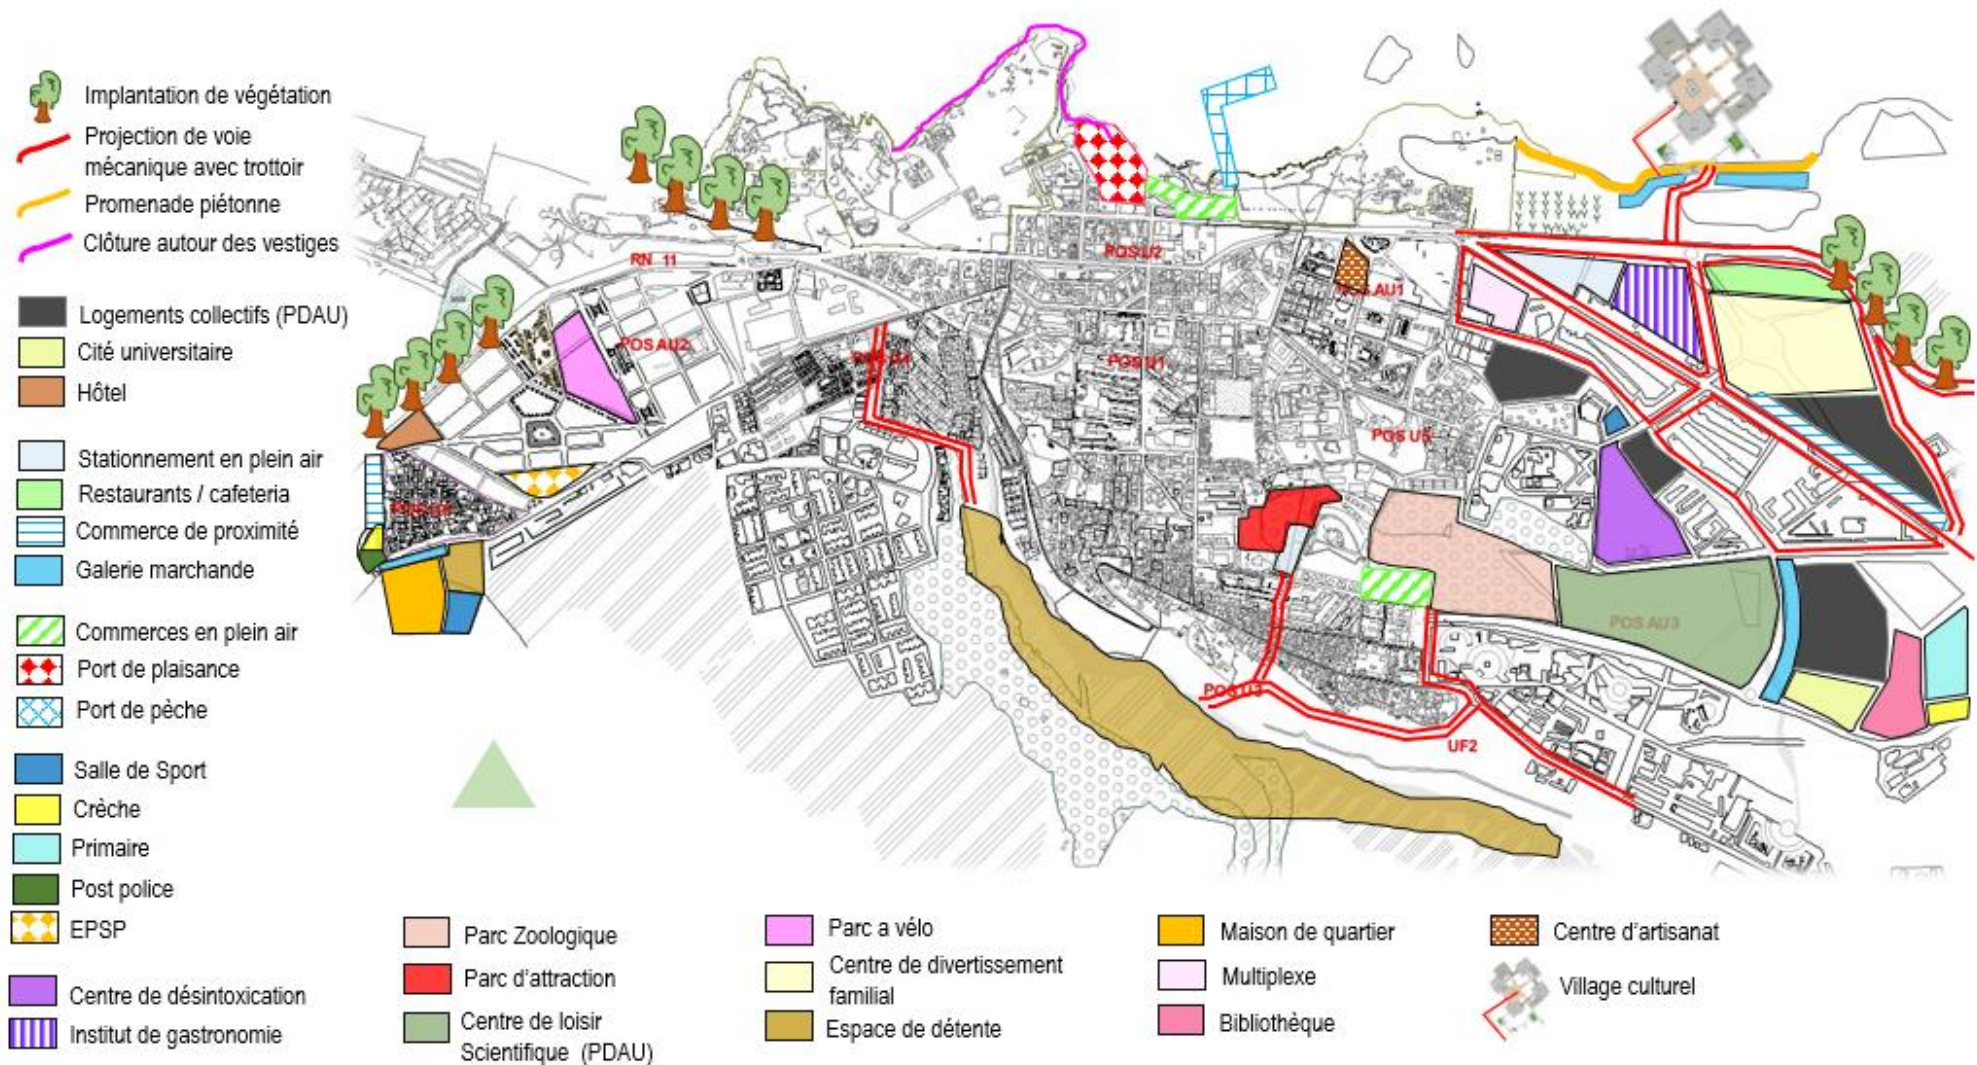 Implantation de végétation
Projection de voie
mécanique avec trottoir
Promenade piétonne
Clôture autour des vestiges
Logements collectifs (PDAU)
Cité universitaire
Hôtel
Stationnement en plein air
Restaurants / cafeteria
Commerce de proximité
Galerie marchande
Commerces en plein air
Port de plaisance
Port de pèche
Salle de Sport
Crèche
Primaire
Post police
EPSP
Centre de désintoxication
Institut de gastronomie
Parc Zoologique
Parc d'attraction
Centre de loisir
Scientifique (PDAU)
Parc a vélo
Centre de divertissement
familial
Espace de détente
Maison de quartier
Multiplexe
Bibliothèque
Centre d'artisanat
Village culturel
RN 11
POS U2
POS AU1
POS AU2
POS U1
POS U5
POS AU3
POS U3
UF2